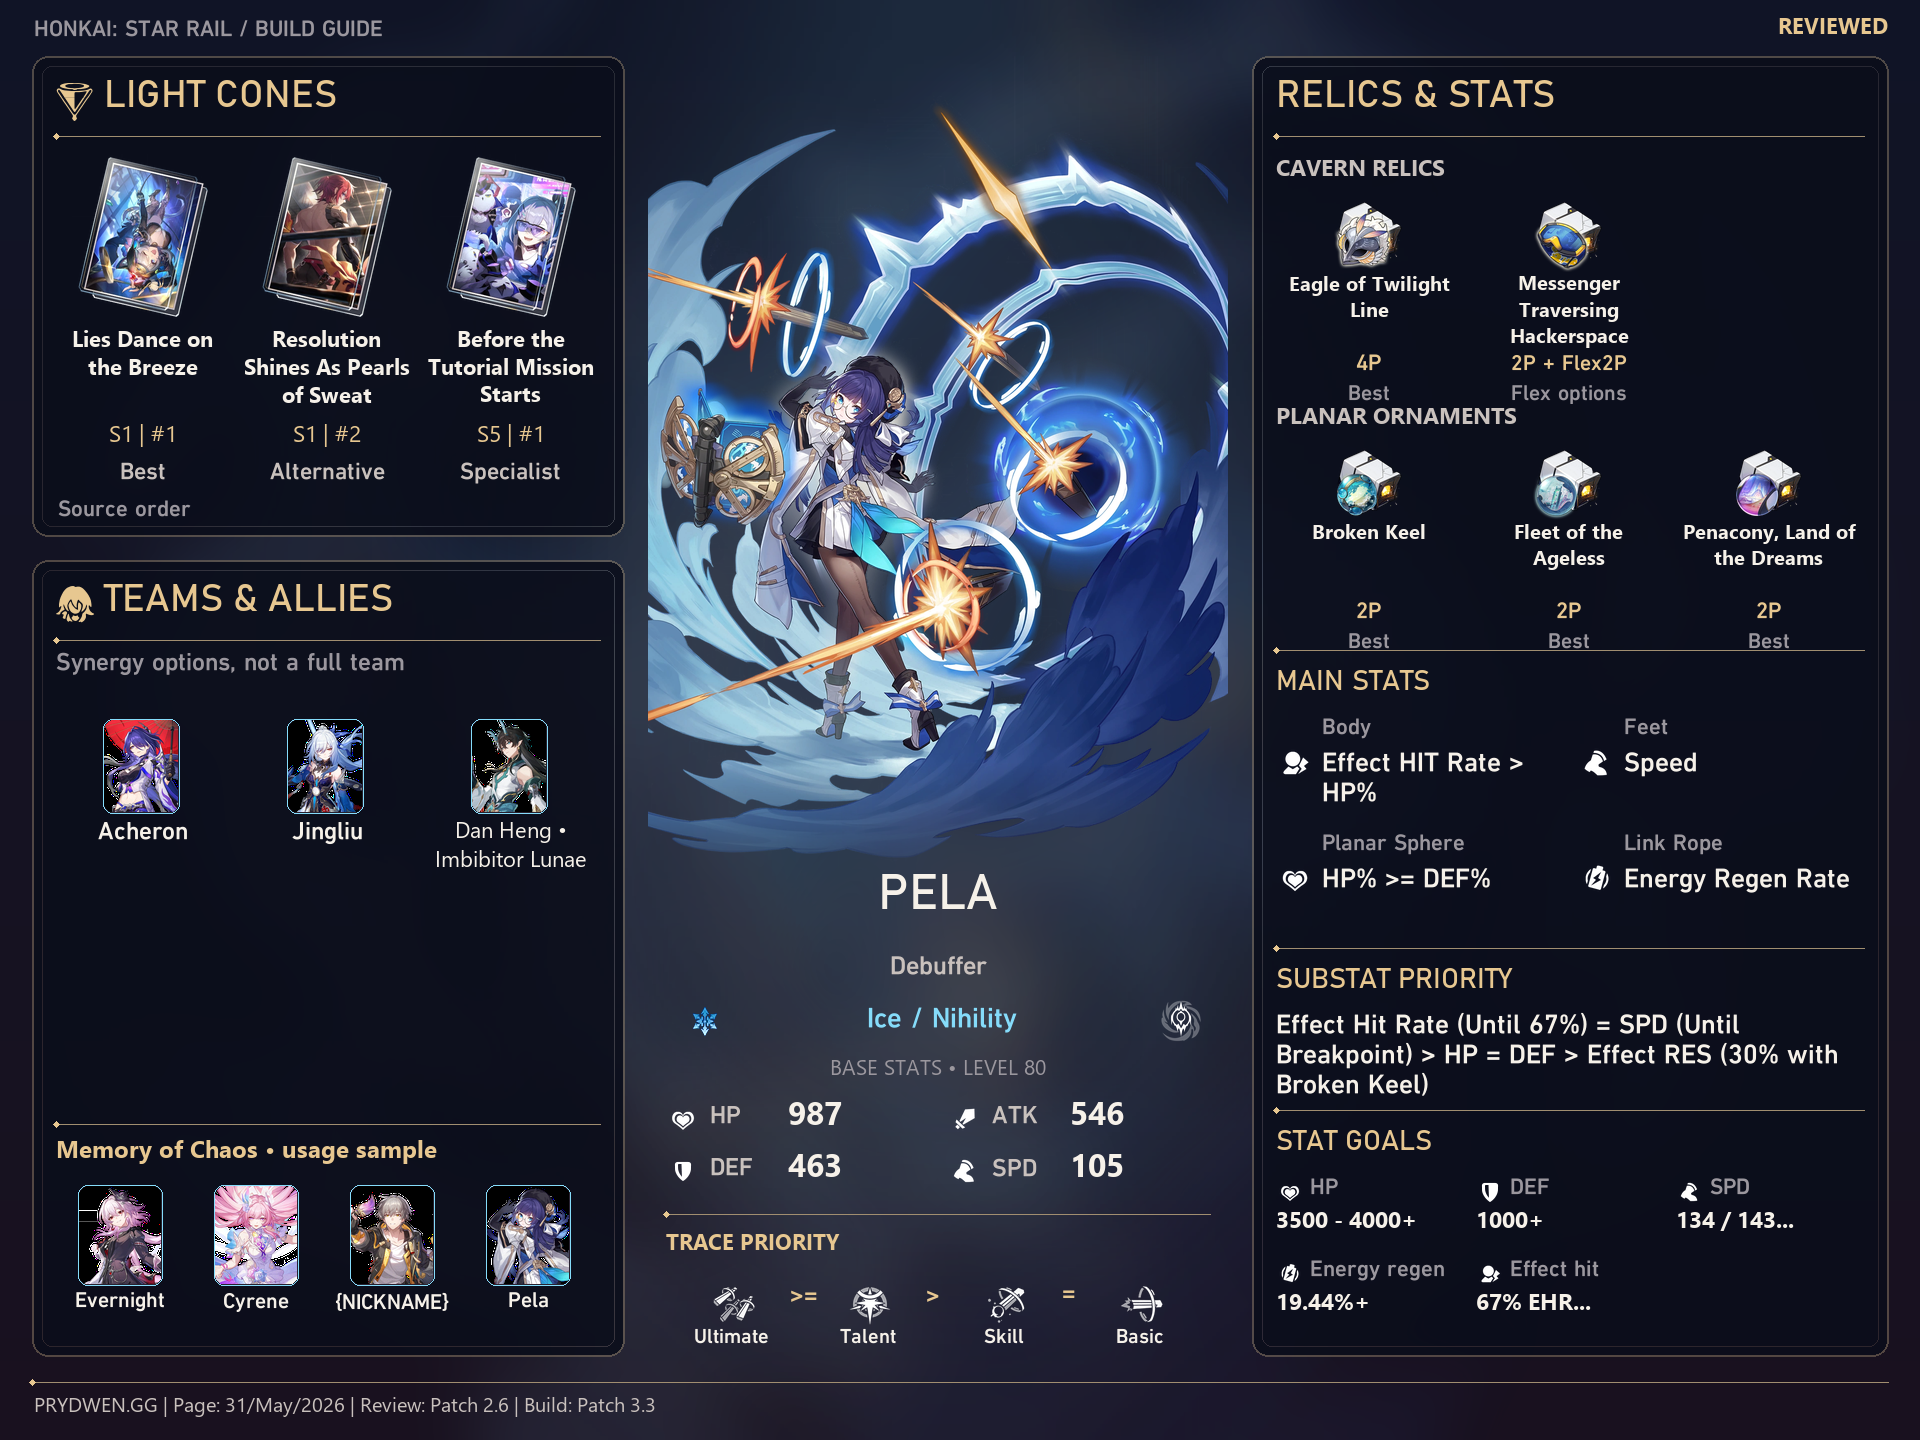 HONKAI: STAR RAIL / BUILD GUIDE
REVIEWED
LIGHT CONES
Lies Dance on
the Breeze
S1 | #1
Best
Resolution
Shines As Pearls
of Sweat
S1 | #2
Alternative
Before the
Tutorial Mission
Starts
S5 | #1
Specialist
Source order
TEAMS & ALLIES
Synergy options, not a full team
Acheron
Jingliu
Dan Heng •
Imbibitor Lunae
Memory of Chaos • usage sample
Evernight
Cyrene
{NICKNAME}
Pela
PELA
Debuffer
Ice / Nihility
BASE STATS • LEVEL 80
HP 987
ATK 546
DEF 463
SPD 105
TRACE PRIORITY
Ultimate >= Talent > Skill = Basic
RELICS & STATS
CAVERN RELICS
Eagle of Twilight
Line
4P
Best
Messenger
Traversing
Hackerspace
2P + Flex2P
Flex options
PLANAR ORNAMENTS
Broken Keel
2P
Best
Fleet of the
Ageless
2P
Best
Penacony, Land of
the Dreams
2P
Best
MAIN STATS
Body
Effect HIT Rate >
HP%
Feet
Speed
Planar Sphere
HP% >= DEF%
Link Rope
Energy Regen Rate
SUBSTAT PRIORITY
Effect Hit Rate (Until 67%) = SPD (Until
Breakpoint) > HP = DEF > Effect RES (30% with
Broken Keel)
STAT GOALS
HP
3500 - 4000+
DEF
1000+
SPD
134 / 143...
Energy regen
19.44%+
Effect hit
67% EHR...
PRYDWEN.GG | Page: 31/May/2026 | Review: Patch 2.6 | Build: Patch 3.3